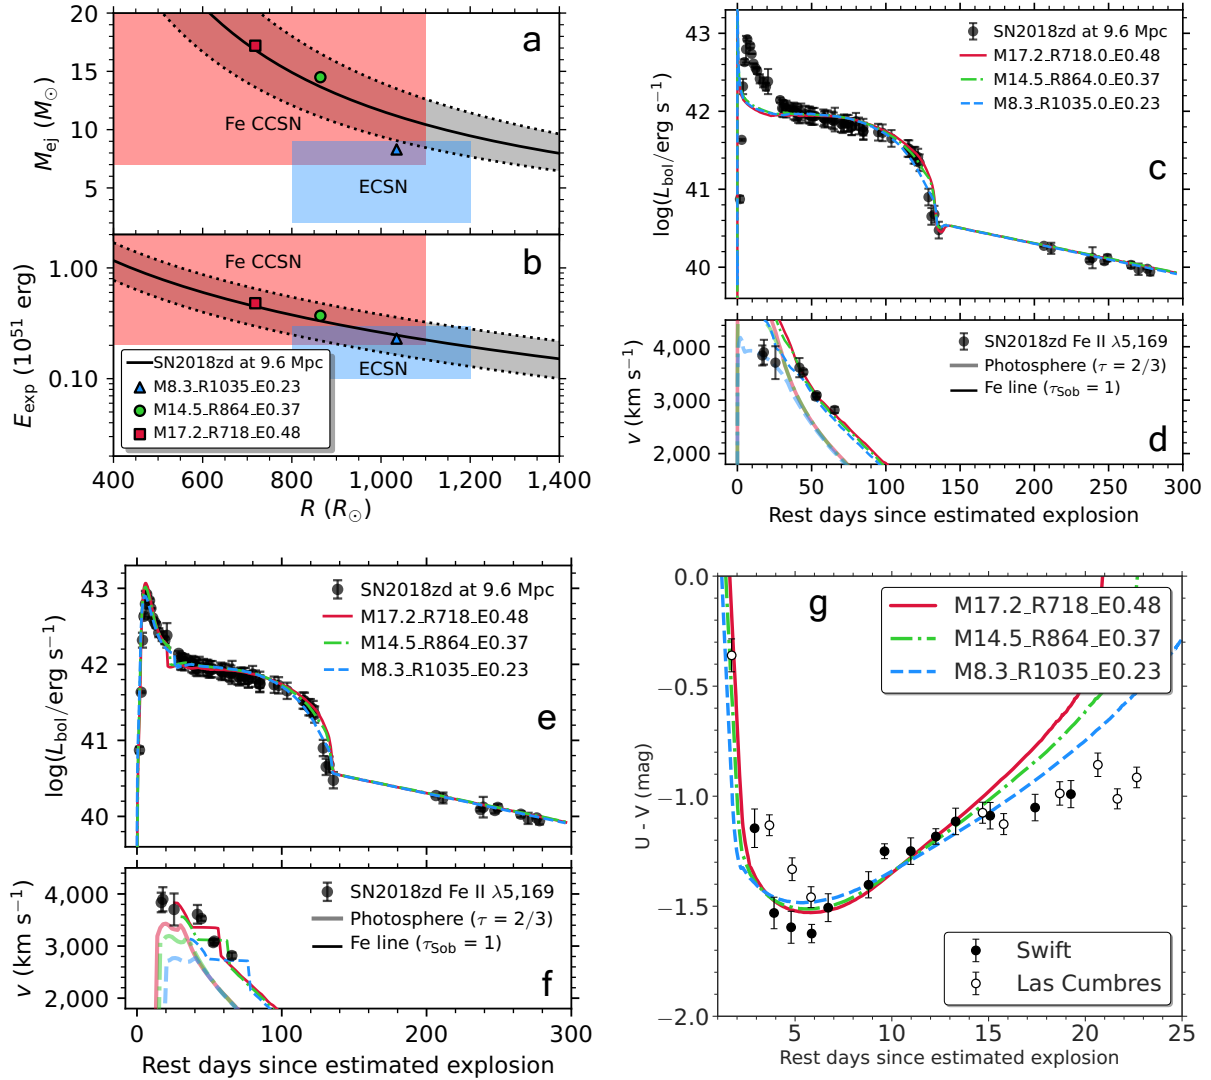 a
20
15
10
5
M_ej (M_⊙)
Fe CCSN
ECSN
b
1.00
0.10
E_exp (10^51 erg)
Fe CCSN
ECSN
SN2018zd at 9.6 Mpc
M8.3_R1035_E0.23
M14.5_R864_E0.37
M17.2_R718_E0.48
400 600 800 1,000 1,200 1,400
R (R_⊙)
c
43
42
41
40
log(L_bol/erg s^−1)
SN2018zd at 9.6 Mpc
M17.2_R718.0_E0.48
M14.5_R864.0_E0.37
M8.3_R1035.0_E0.23
d
4,000
3,000
2,000
v (km s^−1)
SN2018zd Fe II λ5,169
Photosphere (τ = 2/3)
Fe line (τ_Sob = 1)
0 50 100 150 200 250 300
Rest days since estimated explosion
e
43
42
41
40
log(L_bol/erg s^−1)
SN2018zd at 9.6 Mpc
M17.2_R718_E0.48
M14.5_R864_E0.37
M8.3_R1035_E0.23
f
4,000
3,000
2,000
v (km s^−1)
SN2018zd Fe II λ5,169
Photosphere (τ = 2/3)
Fe line (τ_Sob = 1)
0 100 200 300
Rest days since estimated explosion
g
0.0
−0.5
−1.0
−1.5
−2.0
U - V (mag)
M17.2_R718_E0.48
M14.5_R864_E0.37
M8.3_R1035_E0.23
Swift
Las Cumbres
5 10 15 20 25
Rest days since estimated explosion